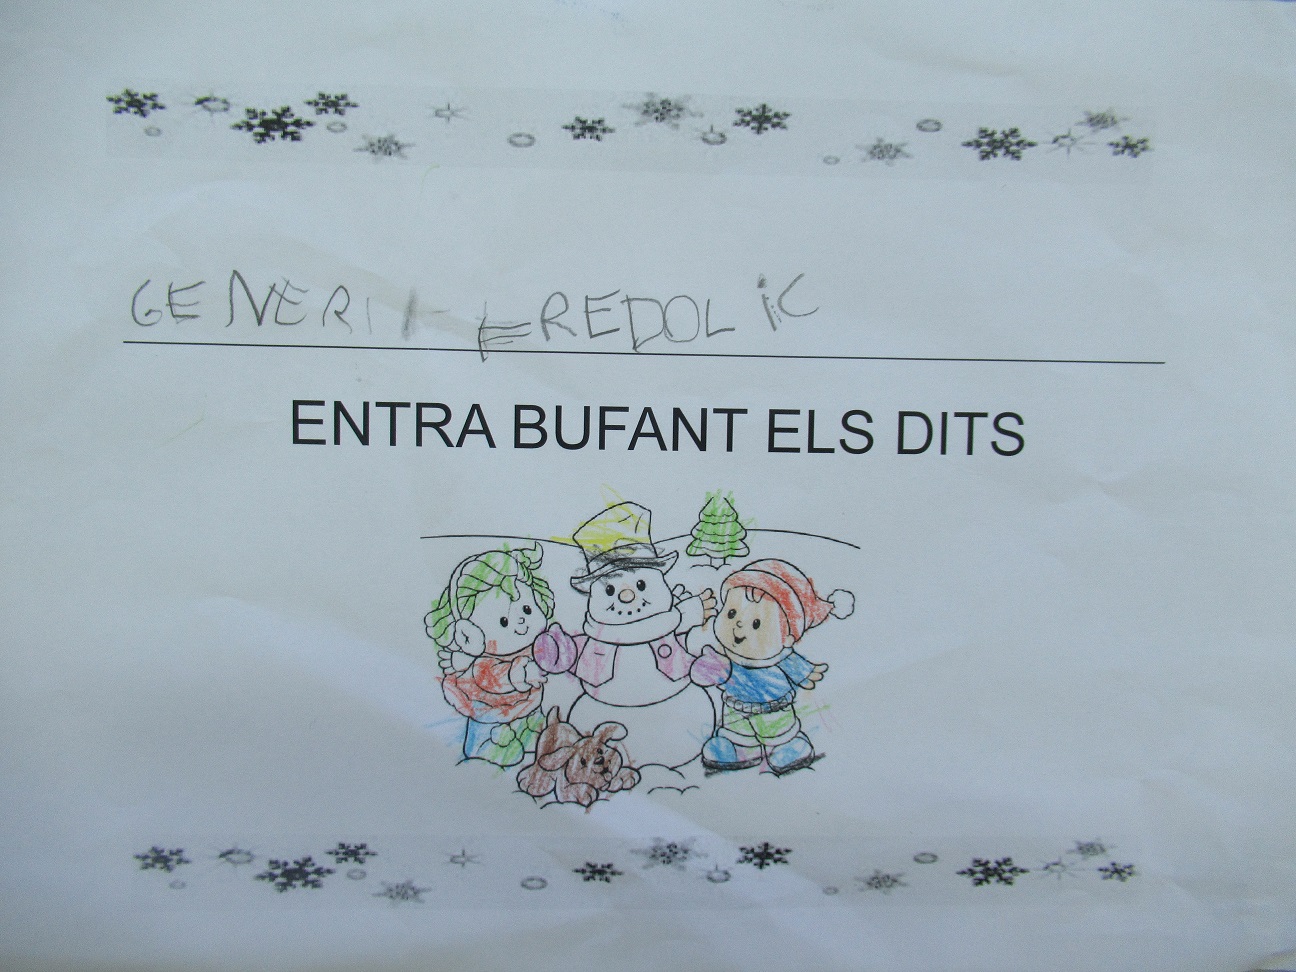 GENER FREDOLiC
ENTRA BUFANT ELS DITS